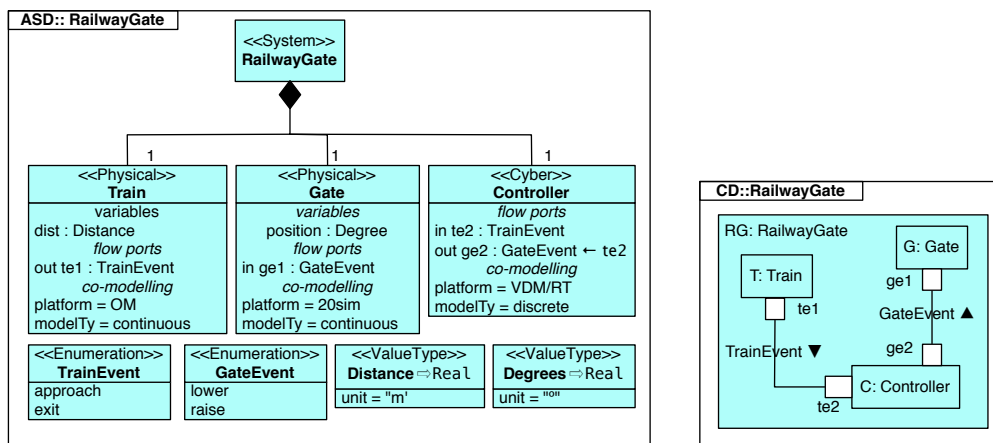 ASD:: RailwayGate
<<System>>
RailwayGate
1
1
1
<<Physical>>
Train
variables
dist : Distance
flow ports
out te1 : TrainEvent
co-modelling
platform = OM
modelTy = continuous
<<Physical>>
Gate
variables
position : Degree
flow ports
in ge1 : GateEvent
co-modelling
platform = 20sim
modelTy = continuous
<<Cyber>>
Controller
flow ports
in te2 : TrainEvent
out ge2 : GateEvent ← te2
co-modelling
platform = VDM/RT
modelTy = discrete
<<Enumeration>>
TrainEvent
approach
exit
<<Enumeration>>
GateEvent
lower
raise
<<ValueType>>
Distance ⇨ Real
unit = "m'
<<ValueType>>
Degrees ⇨ Real
unit = "º"
CD::RailwayGate
RG: RailwayGate
G: Gate
T: Train
ge1
te1
GateEvent ▲
TrainEvent ▼
ge2
C: Controller
te2